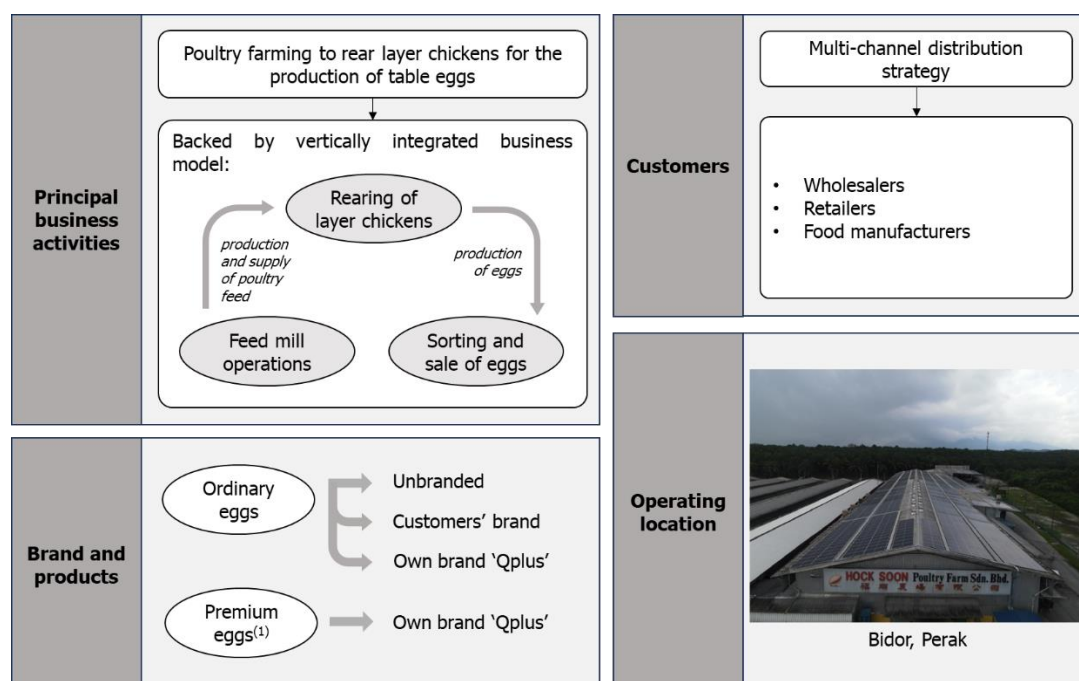 Principal
business
activities
Poultry farming to rear layer chickens for the
production of table eggs
Backed by vertically integrated business
model:
Rearing of
layer chickens
production
and supply
of poultry
feed
production
of eggs
Feed mill
operations
Sorting and
sale of eggs
Brand and
products
Ordinary
eggs
Unbranded
Customers’ brand
Own brand ‘Qplus’
Premium
eggs(1)
Own brand ‘Qplus’
Customers
Multi-channel distribution
strategy
• Wholesalers
• Retailers
• Food manufacturers
Operating
location
HOCK SOON Poultry Farm Sdn. Bhd.
有限公司
Bidor, Perak